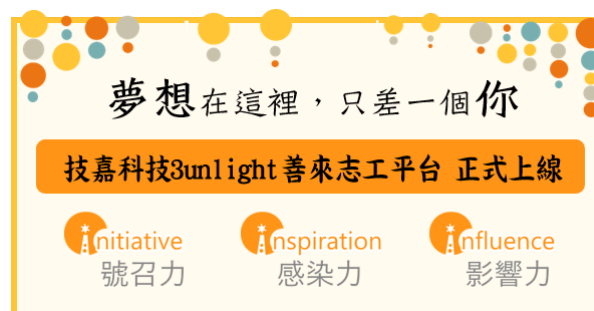 夢想在這裡，只差一個你
技嘉科技3unlight善來志工平台 正式上線
initiative inspiration influence
號召力 感染力 影響力